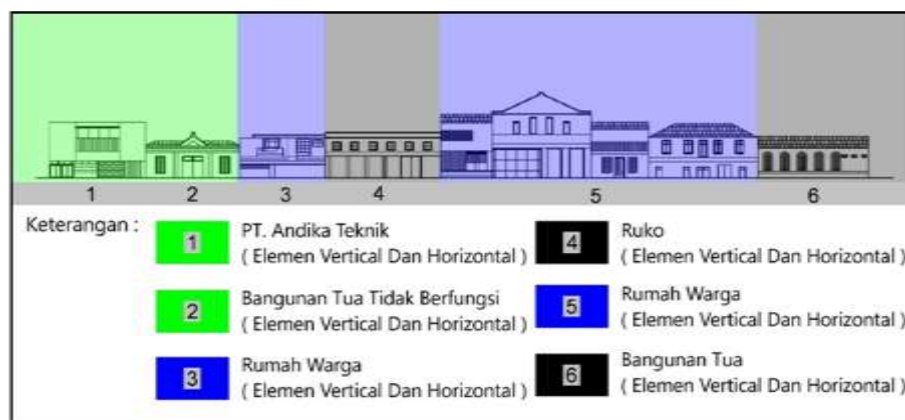 1 2 3 4 5 6
Keterangan :
1 PT. Andika Teknik
( Elemen Vertical Dan Horizontal )
2 Bangunan Tua Tidak Berfungsi
( Elemen Vertical Dan Horizontal )
3 Rumah Warga
( Elemen Vertical Dan Horizontal )
4 Ruko
( Elemen Vertical Dan Horizontal )
5 Rumah Warga
( Elemen Vertical Dan Horizontal )
6 Bangunan Tua
( Elemen Vertical Dan Horizontal )